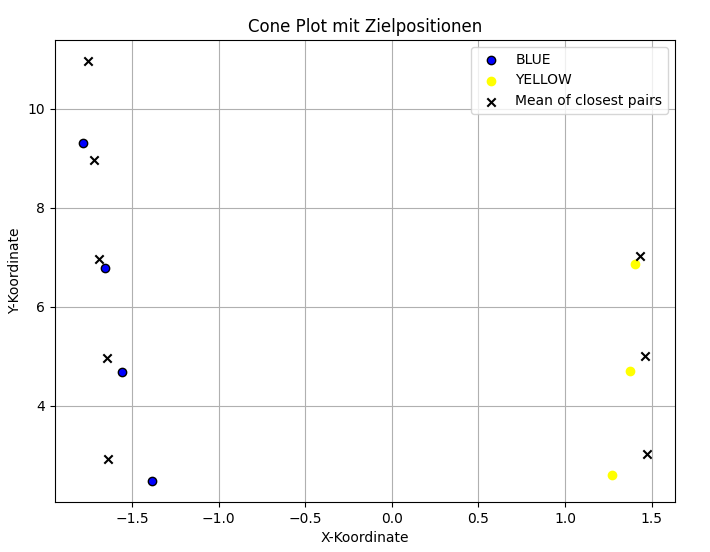 Cone Plot mit Zielpositionen
BLUE
YELLOW
Mean of closest pairs
Y-Koordinate
10
8
6
4
−1.5
−1.0
−0.5
0.0
0.5
1.0
1.5
X-Koordinate